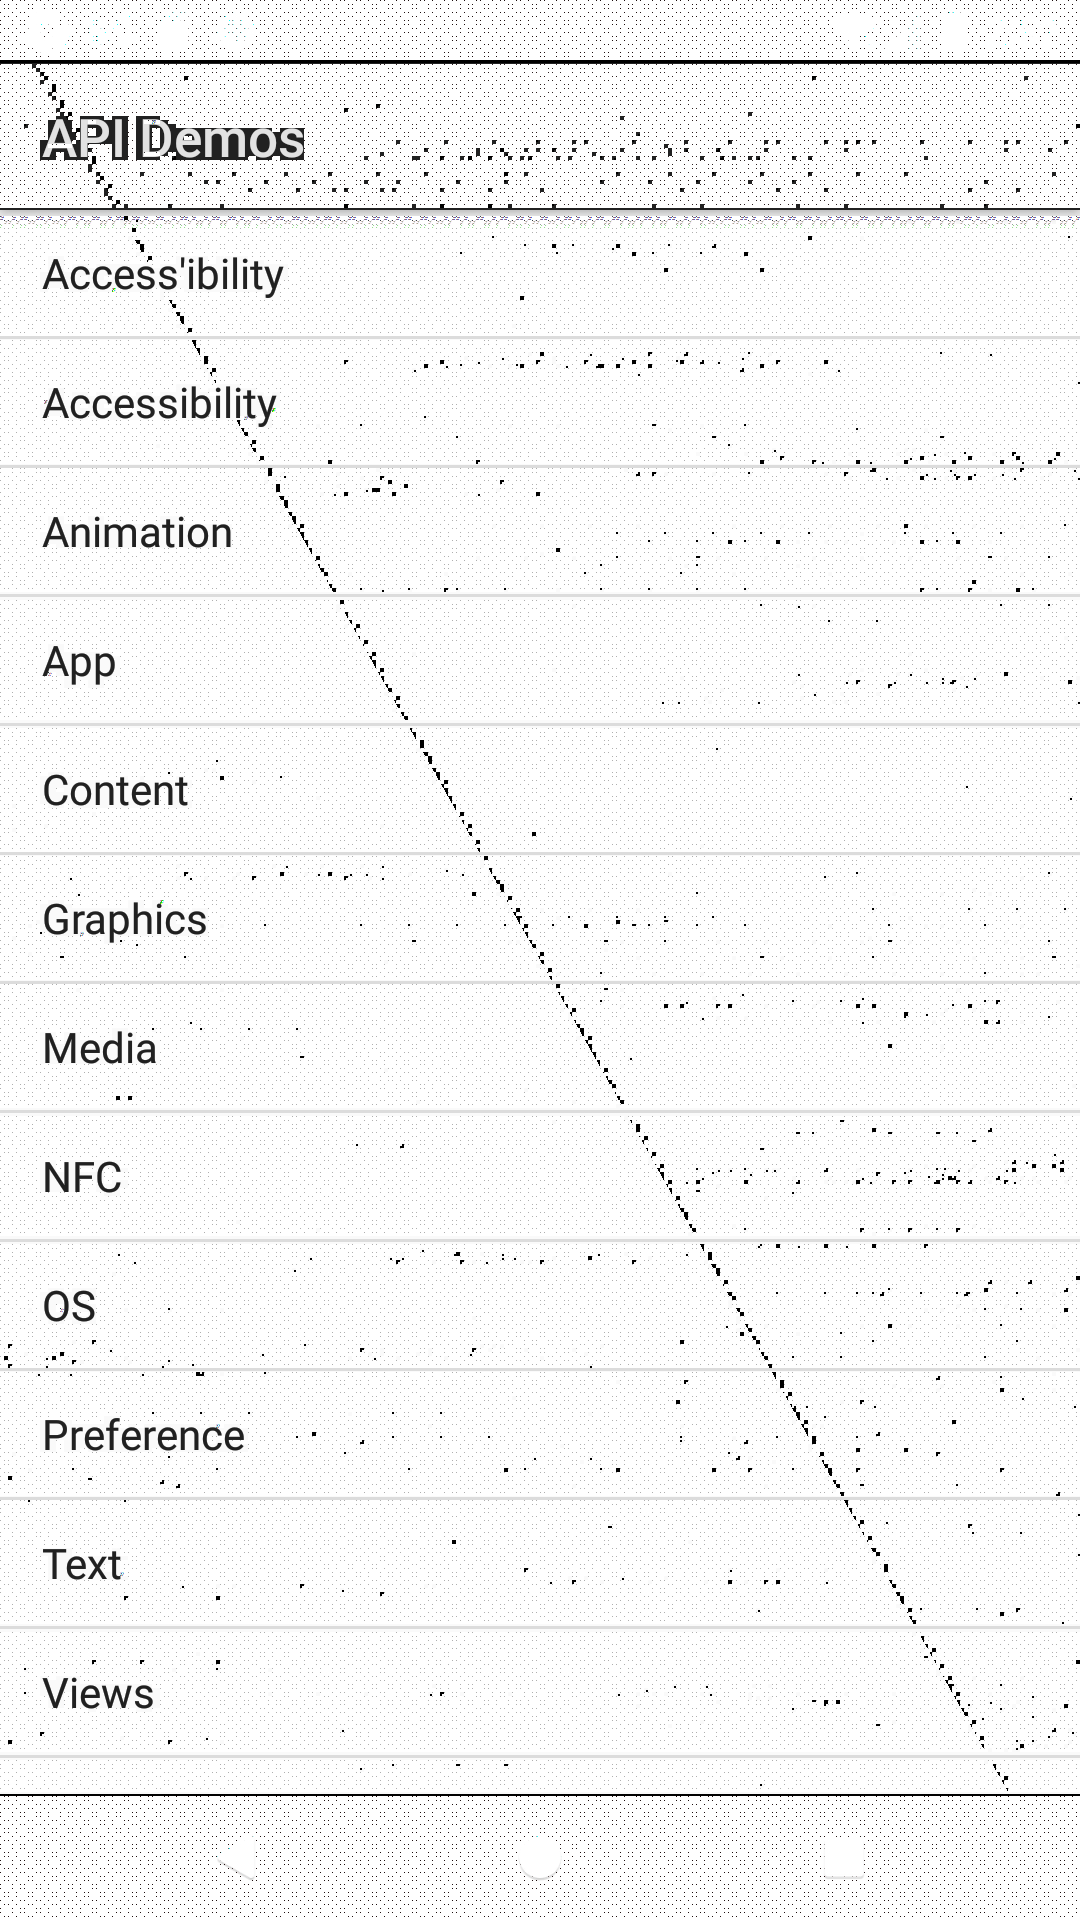 API Demos
Access'ibility
Accessibility
Animation
App
Content
Graphics
Media
NFC
OS
Preference
Text
Views